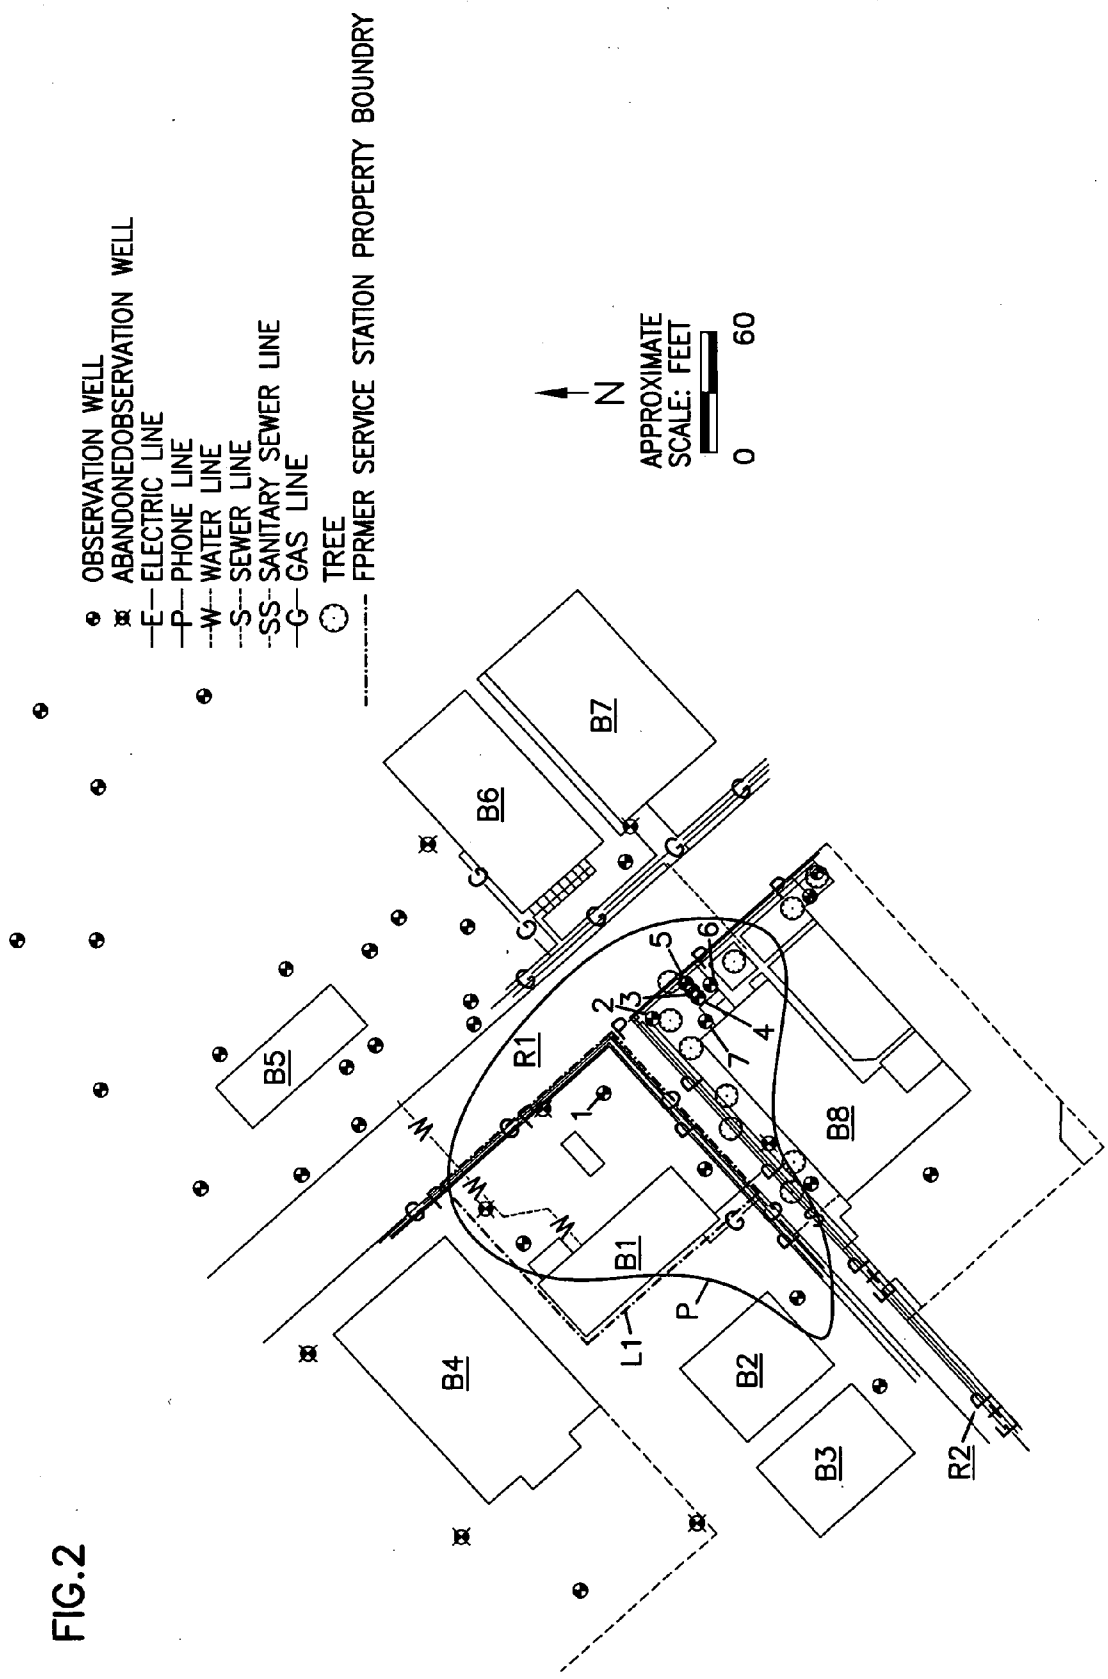 FIG.2
OBSERVATION WELL
ABANDONEDOBSERVATION WELL
—E— ELECTRIC LINE
—P— PHONE LINE
---W--- WATER LINE
---S--- SEWER LINE
--SS-- SANITARY SEWER LINE
—G— GAS LINE
TREE
FPRMER SERVICE STATION PROPERTY BOUNDRY
N
APPROXIMATE
SCALE: FEET
0 60
B4
B5
B6
B7
B1
B2
B3
B8
R1
R2
L1
P
1
2
3
4
5
6
7
W
W
W
G
G
G
G
G
G